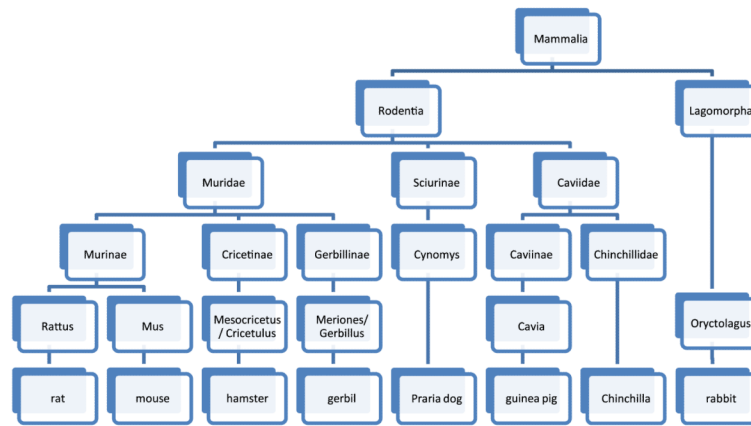 Mammalia
Rodentia
Lagomorpha
Muridae
Sciurinae
Caviidae
Murinae
Cricetinae
Gerbillinae
Cynomys
Caviinae
Chinchillidae
Rattus
Mus
Mesocricetus
/ Cricetulus
Meriones/
Gerbillus
Cavia
Oryctolagus
rat
mouse
hamster
gerbil
Praria dog
guinea pig
Chinchilla
rabbit